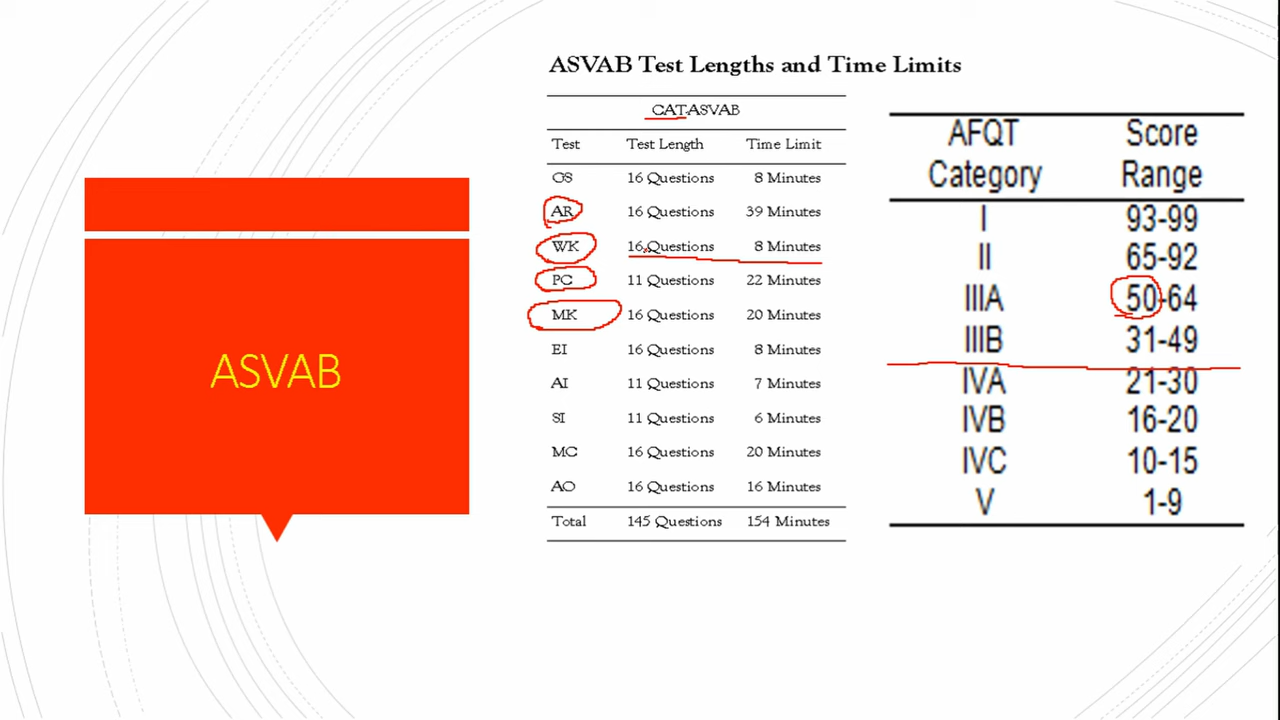 ASVAB
ASVAB Test Lengths and Time Limits
CAT-ASVAB
Test Test Length Time Limit
GS 16 Questions 8 Minutes
AR 16 Questions 39 Minutes
WK 16 Questions 8 Minutes
PC 11 Questions 22 Minutes
MK 16 Questions 20 Minutes
EI 16 Questions 8 Minutes
AI 11 Questions 7 Minutes
SI 11 Questions 6 Minutes
MC 16 Questions 20 Minutes
AO 16 Questions 16 Minutes
Total 145 Questions 154 Minutes
AFQT Score
Category Range
I 93-99
II 65-92
IIIA 50-64
IIIB 31-49
IVA 21-30
IVB 16-20
IVC 10-15
V 1-9